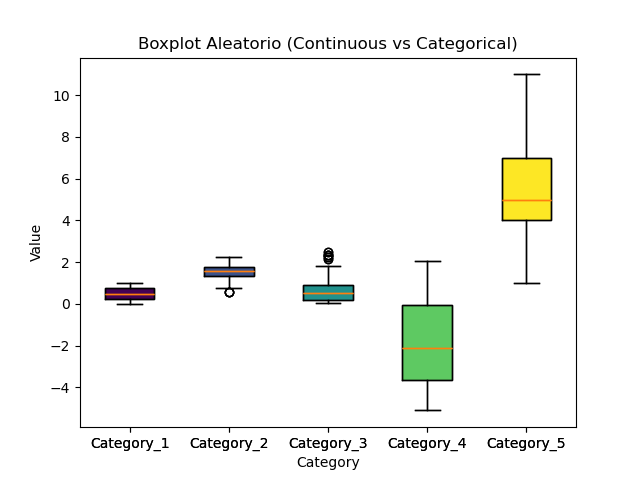 Boxplot Aleatorio (Continuous vs Categorical)
10
8
6
4
2
0
−2
−4
Value
Category_1 Category_2 Category_3 Category_4 Category_5
Category